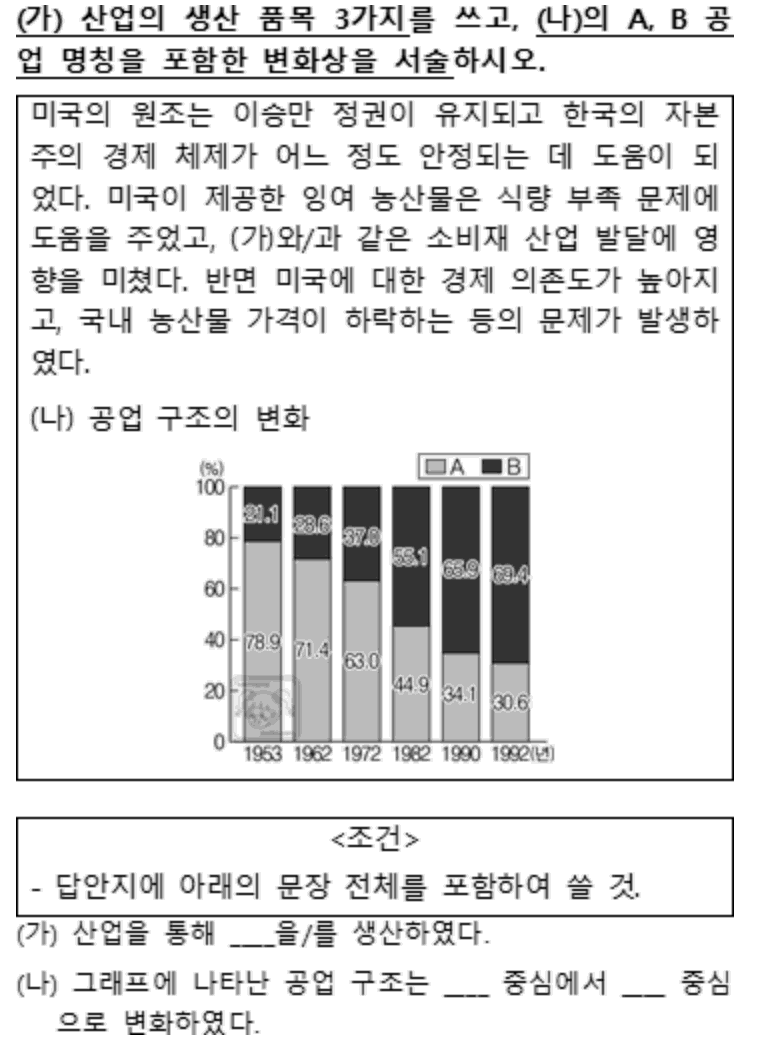 (가) 산업의 생산 품목 3가지를 쓰고, (나)의 A, B 공
업 명칭을 포함한 변화상을 서술하시오.
미국의 원조는 이승만 정권이 유지되고 한국의 자본
주의 경제 체제가 어느 정도 안정되는 데 도움이 되
었다. 미국이 제공한 잉여 농산물은 식량 부족 문제에
도움을 주었고, (가)와/과 같은 소비재 산업 발달에 영
향을 미쳤다. 반면 미국에 대한 경제 의존도가 높아지
고, 국내 농산물 가격이 하락하는 등의 문제가 발생하
였다.
(나) 공업 구조의 변화
(%)
A B
100
80
60
40
20
0
21.1 28.6 37.0 55.1 65.9 69.4
78.9 71.4 63.0 44.9 34.1 30.6
1953 1962 1972 1982 1990 1992(년)
<조건>
- 답안지에 아래의 문장 전체를 포함하여 쓸 것.
(가) 산업을 통해 ___을/를 생산하였다.
(나) 그래프에 나타난 공업 구조는 ___ 중심에서 ___ 중심
으로 변화하였다.